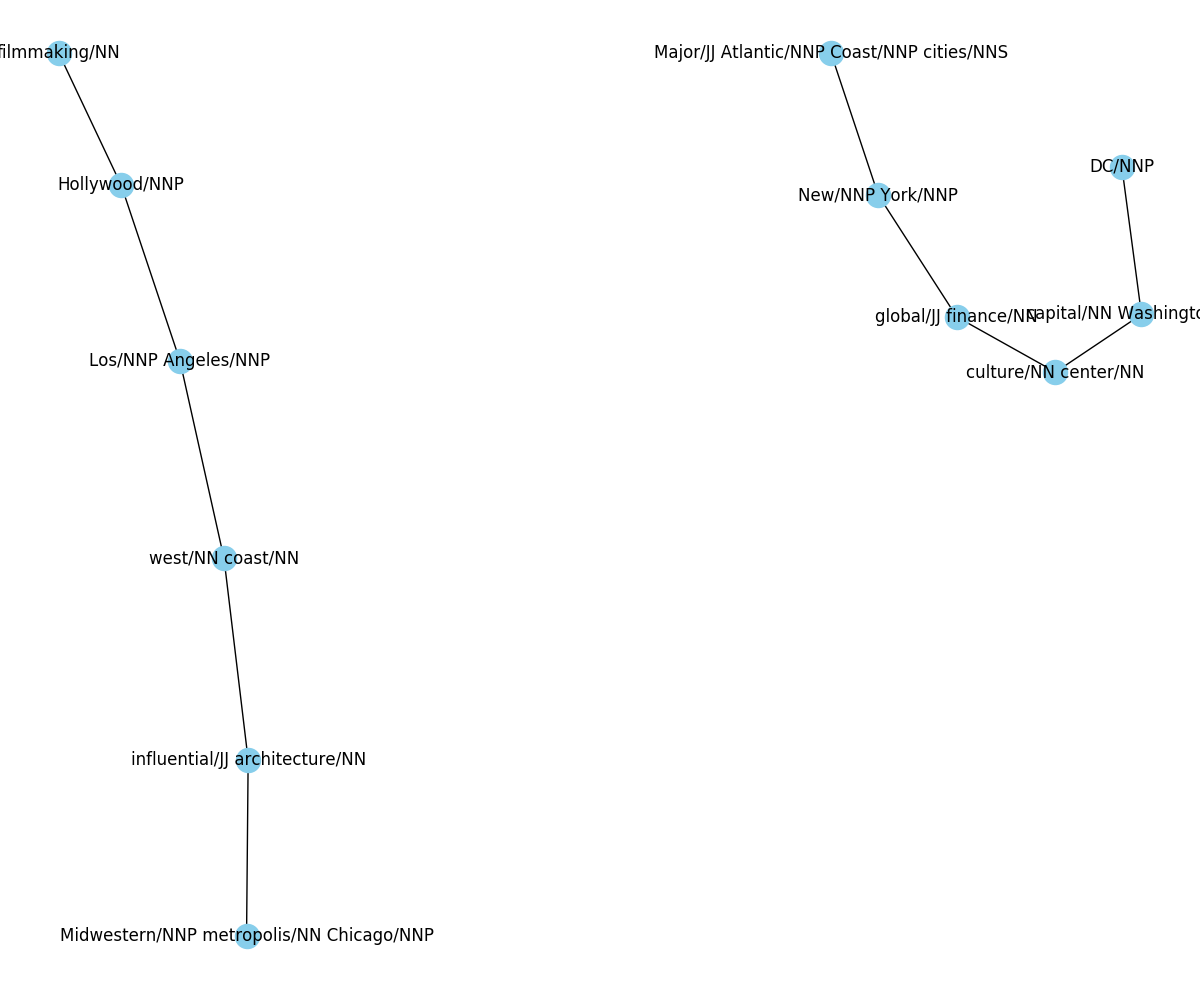 filmmaking/NN
Major/JJ Atlantic/NNP Coast/NNP cities/NNS
DC/NNP
Hollywood/NNP
New/NNP York/NNP
global/JJ finance/NN
capital/NN Washingto
Los/NNP Angeles/NNP
culture/NN center/NN
west/NN coast/NN
influential/JJ architecture/NN
Midwestern/NNP metropolis/NN Chicago/NNP